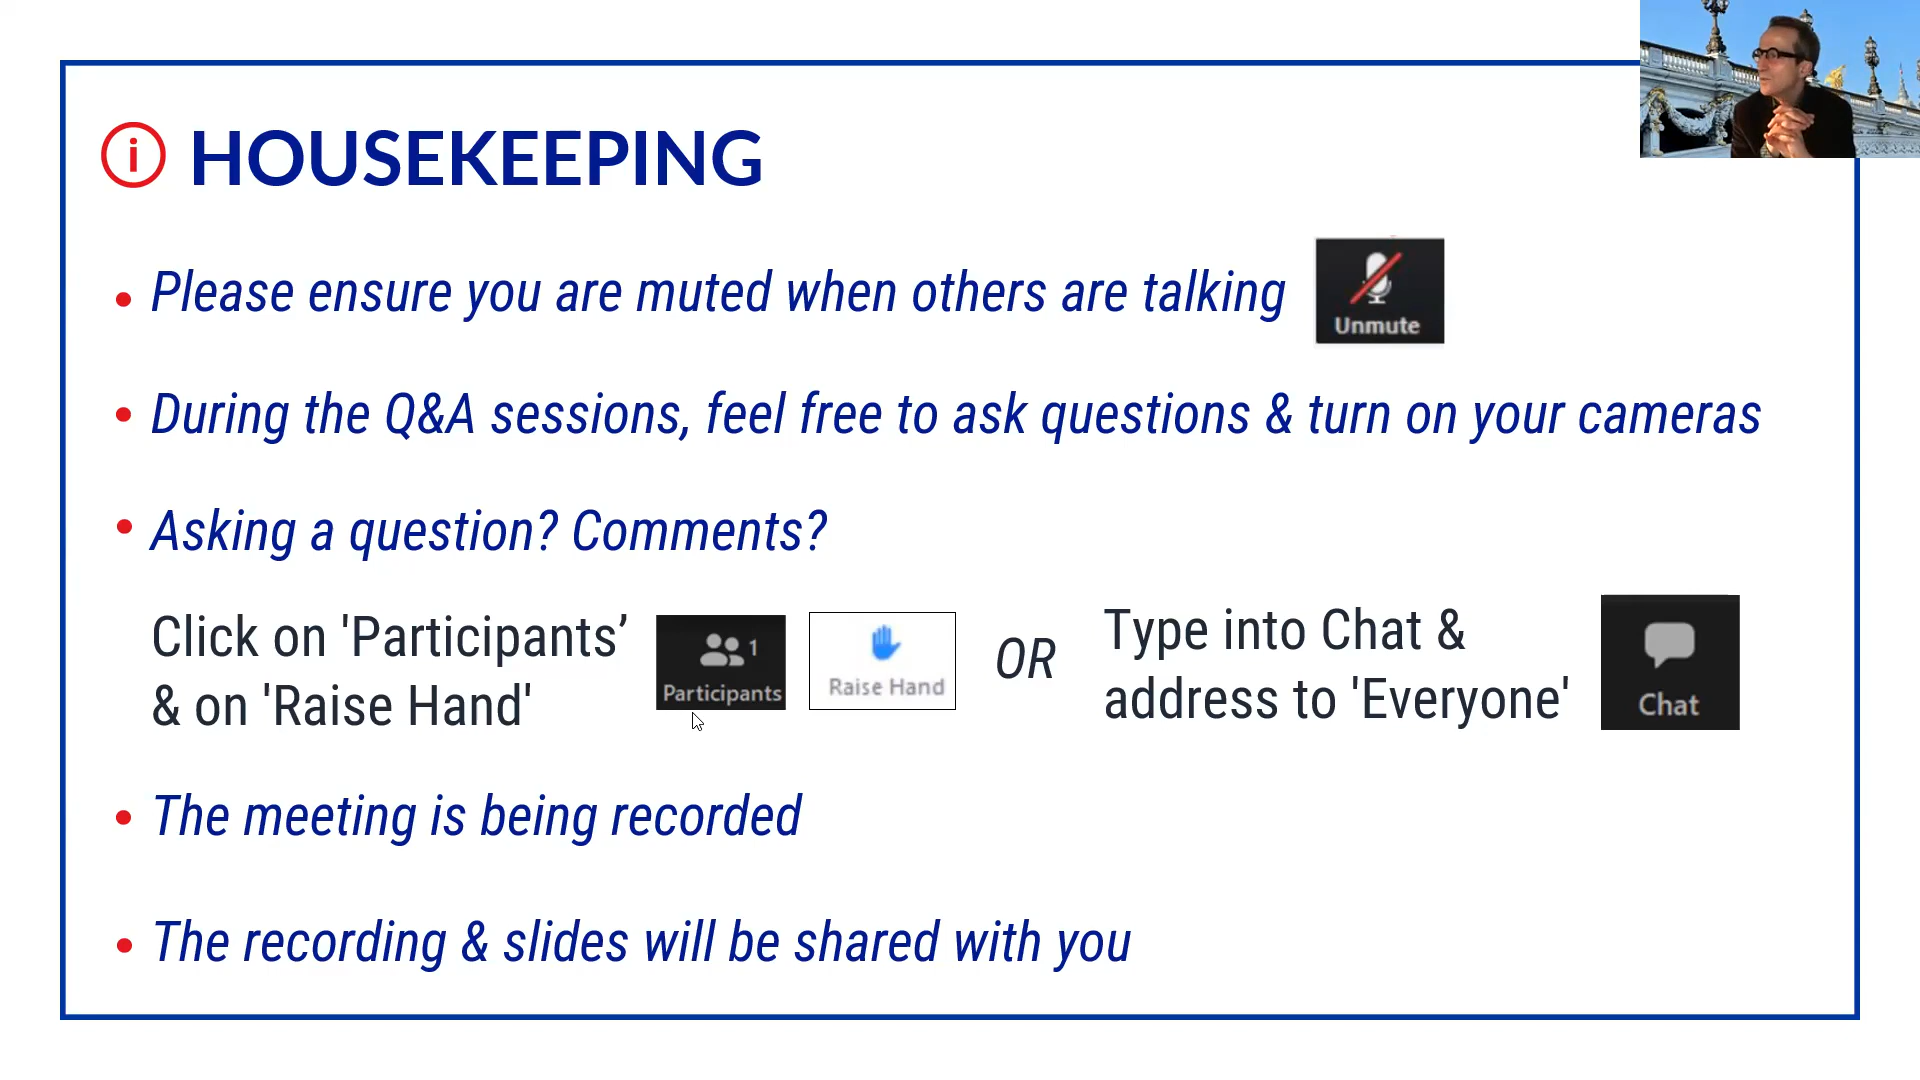 i HOUSEKEEPING
• Please ensure you are muted when others are talking
Unmute
• During the Q&A sessions, feel free to ask questions & turn on your cameras
• Asking a question? Comments?
Click on 'Participants’
& on 'Raise Hand'
1
Participants
Raise Hand
OR
Type into Chat &
address to 'Everyone'
Chat
• The meeting is being recorded
• The recording & slides will be shared with you